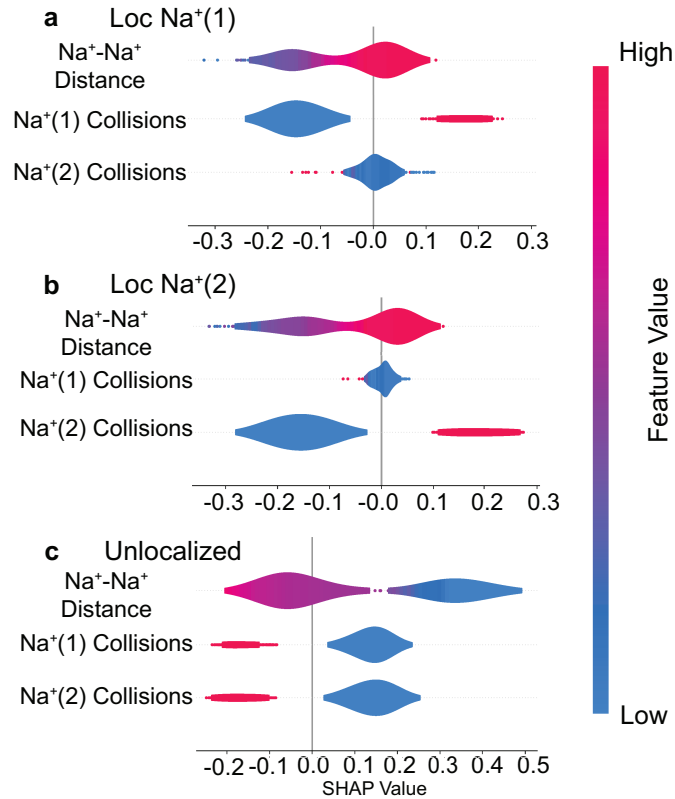 a Loc Na⁺(1)
Na⁺-Na⁺
Distance
Na⁺(1) Collisions
Na⁺(2) Collisions
-0.3 -0.2 -0.1 -0.0 0.1 0.2 0.3
b Loc Na⁺(2)
Na⁺-Na⁺
Distance
Na⁺(1) Collisions
Na⁺(2) Collisions
-0.3 -0.2 -0.1 -0.0 0.1 0.2 0.3
c Unlocalized
Na⁺-Na⁺
Distance
Na⁺(1) Collisions
Na⁺(2) Collisions
-0.2 -0.1 0.0 0.1 0.2 0.3 0.4 0.5
SHAP Value
High
Feature Value
Low